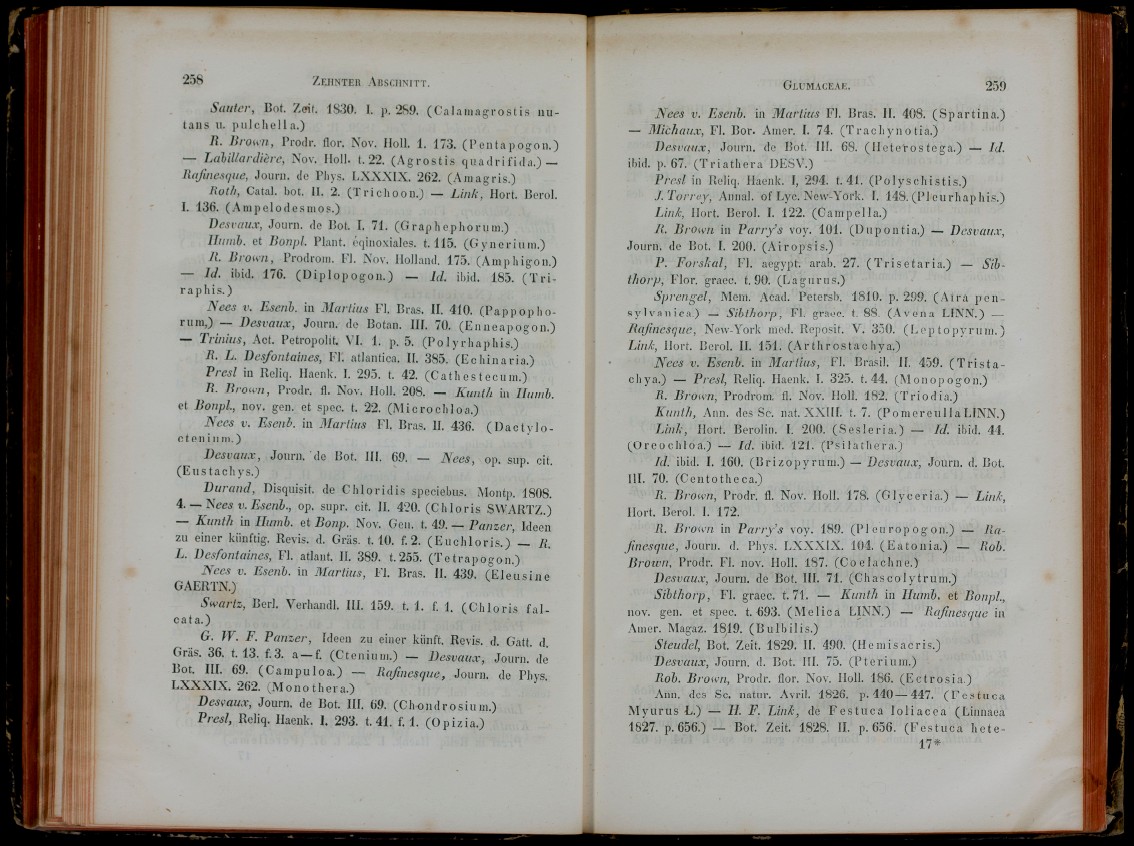 258 ZEHNTER ABSCHNITT.
Sauter, Bot. Zeit. 1830. I. p. 289. (Calamagrostis nu-
tans u. pulchella.)
R. Brown, Prodr. flor. Nov. Holl. 1. 173. (Pentapogon.)
— Labillardière, Nov. Holl. t. 22. (Agrostis quadrifida.) —
Rafinesque, Journ. de Phys. LXXXIX. 262. (Amagris.)
Roth, Catal. bot. II. 2. (Trichoon.) — Link, Hort. Berol.
I. 136. (Ampelodesmos.)
Desvaux, Journ. de Bot. I. 71. (Graphephorum.)
Humb. et Bonpl. Plant. éqinoxiales. t. 115. (Gynerium.)
R. Brown, Prodrom. Fl. Nov. Holland. 175. (Amphigon.)
— Id. ibid. 176. (Diplopogon.) — Id. ibid. 185. (Tri-
raphis.)
Nees v. Esenb. in Martius Fl. Bras. II. 410. (Pappopho-
rum,) — Desvaux, Journ. de Botan. III. 70. (Enneapogon.)
— Trinius, Act. Petropolit. VI. 1. p. 5. (Polyrhaphis.)
R. L. Desfontaines, Fl. atlantica. II. 385. (Echinaria.)
Presl in Reliq. Haenk. I. 295. t. 42. (Cathestecum.)
R. Brown, Prodr. fl. Nov. Holl. 208. — Kunth in Humb.
et Bonpl., nov. gen. et spec. t. 22. (Microchloa.)
Nees v. Esenb. in Martius Fl. Bras. II. 436. (Dactylo-
ctenium.)
Desvaux, Journ. de Bot. III. 69. — Nees, op. sup. cit.
(Eustachys.)
Durand, Disquisit. de Chloridis speciebus. Montp. 1808.
4. — Nees v. Esenb., op. supr. cit. II. 420. (Chloris SWARTZ.)
— Kunth in Humb. et Bonp. Nov. Gen. t. 49. — Panzer, Ideen
zu einer künftig. Revis. d. Gräs. t. 10. f. 2. (Euchloris.) — R.
L. Desfontaines, Fl. atlant. II. 389. t. 255. (Tetrapogon.)
Nees v. Esenb. in Martius, Fl. Bras. II. 439. (Eleusine
GAERTN.)
Swartz, Berl. Verhandl. III. 159. t. 1. f. 1. (Chloris fal-
cata.)
G. W. F. Panzer, Ideen zu einer künft. Revis. d. Gatt. d.
Gräs. 36. t. 13. f. 3. a—f. (Ctenium.) — Desvaux, Journ. de
Bot. III. 69. (Campuloa.) — Rafinesque, Journ. de Phys.
LXXXIX. 262. (Monothera.)
Desvaux, Journ. de Bot. III. 69. (Chondrosium.)
Presl, Reliq. Haenk. I. 293. t. 41. f. 1. (Opizia.)
GLUMACEAE. 259
Nees v. Esenb. in Martius Fl. Bras. II. 408. (Spartina.)
— Michaux, Fl. Bor. Amer. I. 74. (Trachynotia.)
Desvaux, Journ. de Bot. III. 68. (Heterostega.) — Id.
ibid. p. 67. (Triathera DESV.)
Presl in Reliq. Haenk. I, 294. t. 41. (Polyschistis.)
J. Torrey, Annal. of Lyc. New-York. I. 148. (Pleurhaphis.)
Link, Hort. Berol. I. 122. (Campella.)
R. Brown in Parry's voy. 101. (Dupontia.) — Desvaux,
Journ. de Bot. I. 200. (Airopsis.)
P. Forskal, Fl. aegypt. arab. 27. (Trisetaria.) — Sib-
thorp, Flor. graec. t. 90. (Lagurus.)
Sprengel, Mém. Acad. Petersb. 1810. p. 299. (Aira pen-
sylvanica) — Sibthorp, Fl. graec. t. 88. (Avena LINN.) —
Rafinesque, New-York med. Reposit. V. 350. (Leptopyrum.)
Link, Hort. Berol. II. 151. (Arthrostachya.)
Nees v. Esenb. in Martius, Fl. Brasil. II. 459. (Trista-
chya.) — Presl, Reliq. Haenk. I. 325. t. 44. (Monopogon.)
R. Brown, Prodrom. fl. Nov. Holl. 182. (Triodia.)
Kunth, Ann. des Sc. nat. XXIII. t. 7. (Pomereulla LINN.)
Link, Hort. Berolin. I. 200. (Sesleria.) — Id. ibid. 44.
(Oreochloa.) — Id. ibid. 121. (Psilathera.)
Id. ibid. I. 160. (Brizopyrum.) — Desvaux, Journ. d. Bot.
III. 70. (Centotheca.)
R. Brown, Prodr. fl. Nov. Holl. 178. (Glyceria.) — Link,
Hort. Berol. I. 172.
R. Brown in Parry's voy. 189. (Pleuropogon.) — Ra-
finesque, Journ. d. Phys. LXXXIX. 104. (Eatonia.) — Rob.
Brown, Prodr. Fl. nov. Holl. 187. (Coelachne.)
Desvaux, Journ. de Bot. III. 71. (Chascolytrum.)
Sibthorp, Fl. graec. t. 71. — Kunth in Humb. et Bonpl.,
nov. gen. et spec. t. 693. (Melica LINN.) — Rafinesque in
Amer. Magaz. 1819. (Bulbilis.)
Steudel, Bot. Zeit. 1829. II. 490. (Hemisacris.)
Desvaux, Journ. d. Bot. III. 75. (Pterium.)
Rob. Brown, Prodr. flor. Nov. Holl. 186. (Ectrosia.)
Ann. des Sc. natur. Avril. 1826. p. 440—447. (Festuca
Myurus L.) — H. F. Link, de Festuca loliacea (Linnaea
1827. p. 656.) — Bot. Zeit. 1828. II. p. 656. (Festuca hete-
17*